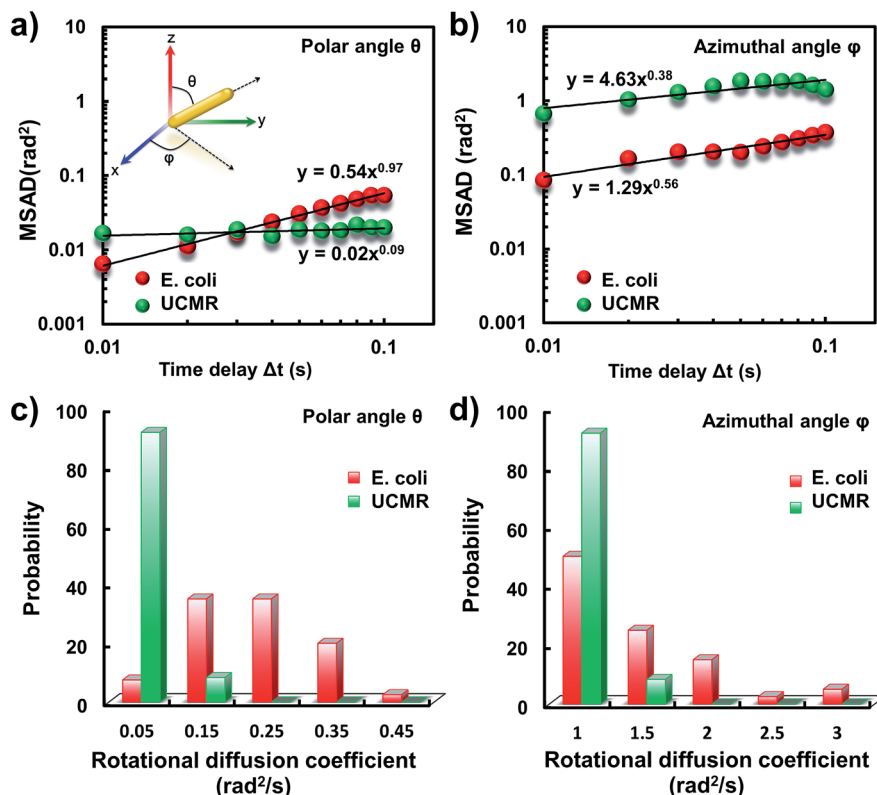 a)
Polar angle θ
MSAD(rad²)
10
1
0.1
0.01
0.001
z
θ
y
x
φ
y = 0.54x^0.97
y = 0.02x^0.09
E. coli
UCMR
0.01
0.1
Time delay Δt (s)
b)
Azimuthal angle φ
MSAD (rad²)
10
1
0.1
0.01
0.001
y = 4.63x^0.38
y = 1.29x^0.56
E. coli
UCMR
0.01
0.1
Time delay Δt (s)
c)
Polar angle θ
Probability
100
80
60
40
20
0
E. coli
UCMR
0.05 0.15 0.25 0.35 0.45
Rotational diffusion coefficient
(rad²/s)
d)
Azimuthal angle φ
Probability
100
80
60
40
20
0
E. coli
UCMR
1 1.5 2 2.5 3
Rotational diffusion coefficient
(rad²/s)